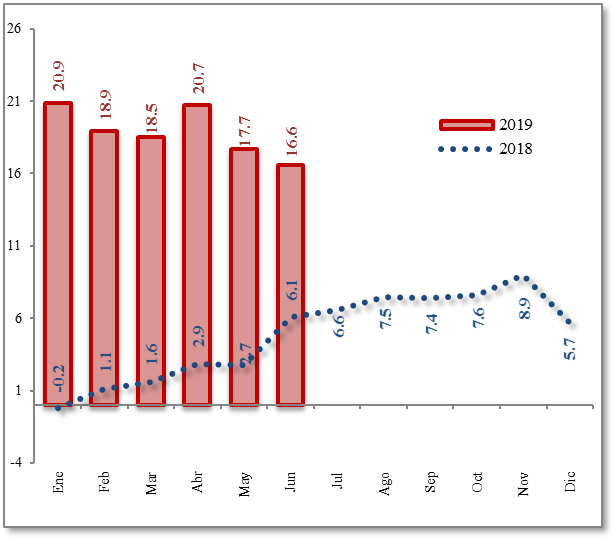 26
21
16
11
6
1
-4
20.9
18.9
18.5
20.7
17.7
16.6
2019
2018
-0.2
1.1
1.6
2.9
2.7
6.1
6.6
7.5
7.4
7.6
8.9
5.7
Ene
Feb
Mar
Abr
May
Jun
Jul
Ago
Sep
Oct
Nov
Dic